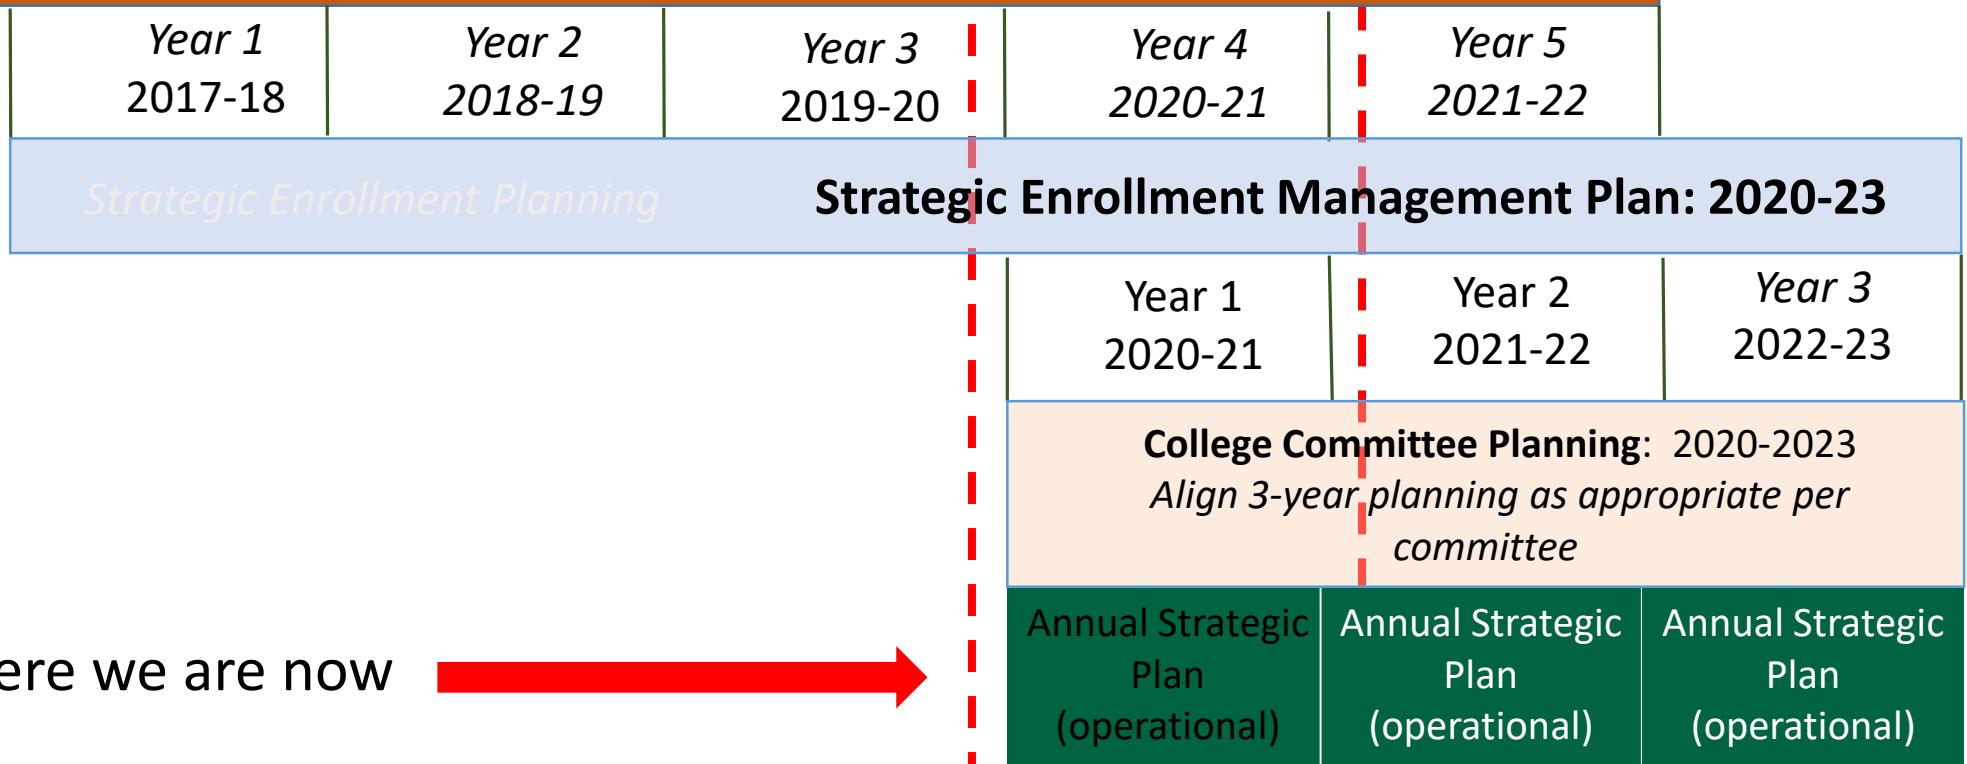 Year 1 Year 2 Year 3 Year 4 Year 5
2017-18 2018-19 2019-20 2020-21 2021-22
Strategic Enrollment Planning Strategic Enrollment Management Plan: 2020-23
Year 1 Year 2 Year 3
2020-21 2021-22 2022-23
College Committee Planning: 2020-2023
Align 3-year planning as appropriate per
committee
Annual Strategic Annual Strategic Annual Strategic
Plan Plan Plan
(operational) (operational) (operational)
ere we are now